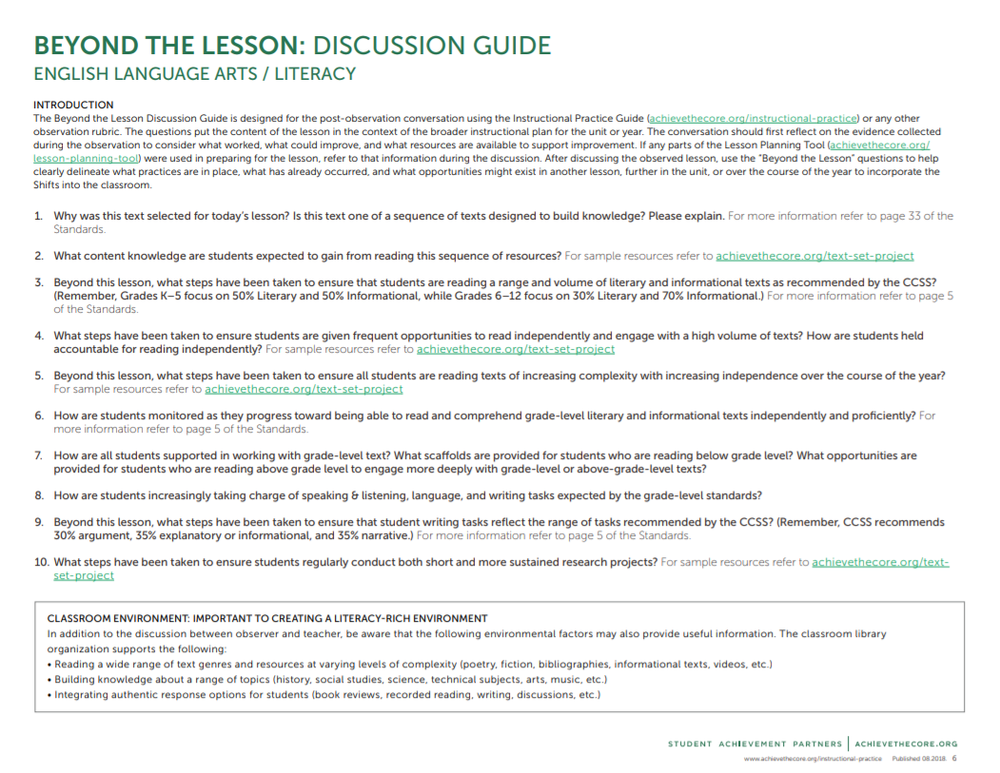 BEYOND THE LESSON: DISCUSSION GUIDE
ENGLISH LANGUAGE ARTS / LITERACY
INTRODUCTION
The Beyond the Lesson Discussion Guide is designed for the post-observation conversation using the Instructional Practice Guide (achievethecore.org/instructional-practice) or any other
observation rubric. The questions put the content of the lesson in the context of the broader instructional plan for the unit or year. The conversation should first reflect on the evidence collected
during the observation to consider what worked, what could improve, and what resources are available to support improvement. If any parts of the Lesson Planning Tool (achievethecore.org/
lesson-planning-tool) were used in preparing for the lesson, refer to that information during the discussion. After discussing the observed lesson, use the "Beyond the Lesson" questions to help
clearly delineate what practices are in place, what has already occurred, and what opportunities might exist in another lesson, further in the unit, or over the course of the year to incorporate the
Shifts into the classroom.
1. Why was this text selected for today's lesson? Is this text one of a sequence of texts designed to build knowledge? Please explain. For more information refer to page 33 of the
Standards.
2. What content knowledge are students expected to gain from reading this sequence of resources? For sample resources refer to achievethecore.org/text-set-project
3. Beyond this lesson, what steps have been taken to ensure that students are reading a range and volume of literary and informational texts as recommended by the CCSS?
(Remember, Grades K–5 focus on 50% Literary and 50% Informational, while Grades 6–12 focus on 30% Literary and 70% Informational.) For more information refer to page 5
of the Standards.
4. What steps have been taken to ensure students are given frequent opportunities to read independently and engage with a high volume of texts? How are students held
accountable for reading independently? For sample resources refer to achievethecore.org/text-set-project
5. Beyond this lesson, what steps have been taken to ensure all students are reading texts of increasing complexity with increasing independence over the course of the year?
For sample resources refer to achievethecore.org/text-set-project
6. How are students monitored as they progress toward being able to read and comprehend grade-level literary and informational texts independently and proficiently? For
more information refer to page 5 of the Standards.
7. How are all students supported in working with grade-level text? What scaffolds are provided for students who are reading below grade level? What opportunities are
provided for students who are reading above grade level to engage more deeply with grade-level or above-grade-level texts?
8. How are students increasingly taking charge of speaking & listening, language, and writing tasks expected by the grade-level standards?
9. Beyond this lesson, what steps have been taken to ensure that student writing tasks reflect the range of tasks recommended by the CCSS? (Remember, CCSS recommends
30% argument, 35% explanatory or informational, and 35% narrative.) For more information refer to page 5 of the Standards.
10. What steps have been taken to ensure students regularly conduct both short and more sustained research projects? For sample resources refer to achievethecore.org/text-
set-project
CLASSROOM ENVIRONMENT: IMPORTANT TO CREATING A LITERACY-RICH ENVIRONMENT
In addition to the discussion between observer and teacher, be aware that the following environmental factors may also provide useful information. The classroom library
organization supports the following:
• Reading a wide range of text genres and resources at varying levels of complexity (poetry, fiction, bibliographies, informational texts, videos, etc.)
• Building knowledge about a range of topics (history, social studies, science, technical subjects, arts, music, etc.)
• Integrating authentic response options for students (book reviews, recorded reading, writing, discussions, etc.)
STUDENT ACHIEVEMENT PARTNERS | ACHIEVETHECORE.ORG
www.achievethecore.org/instructional-practice Published 08.2018. 6